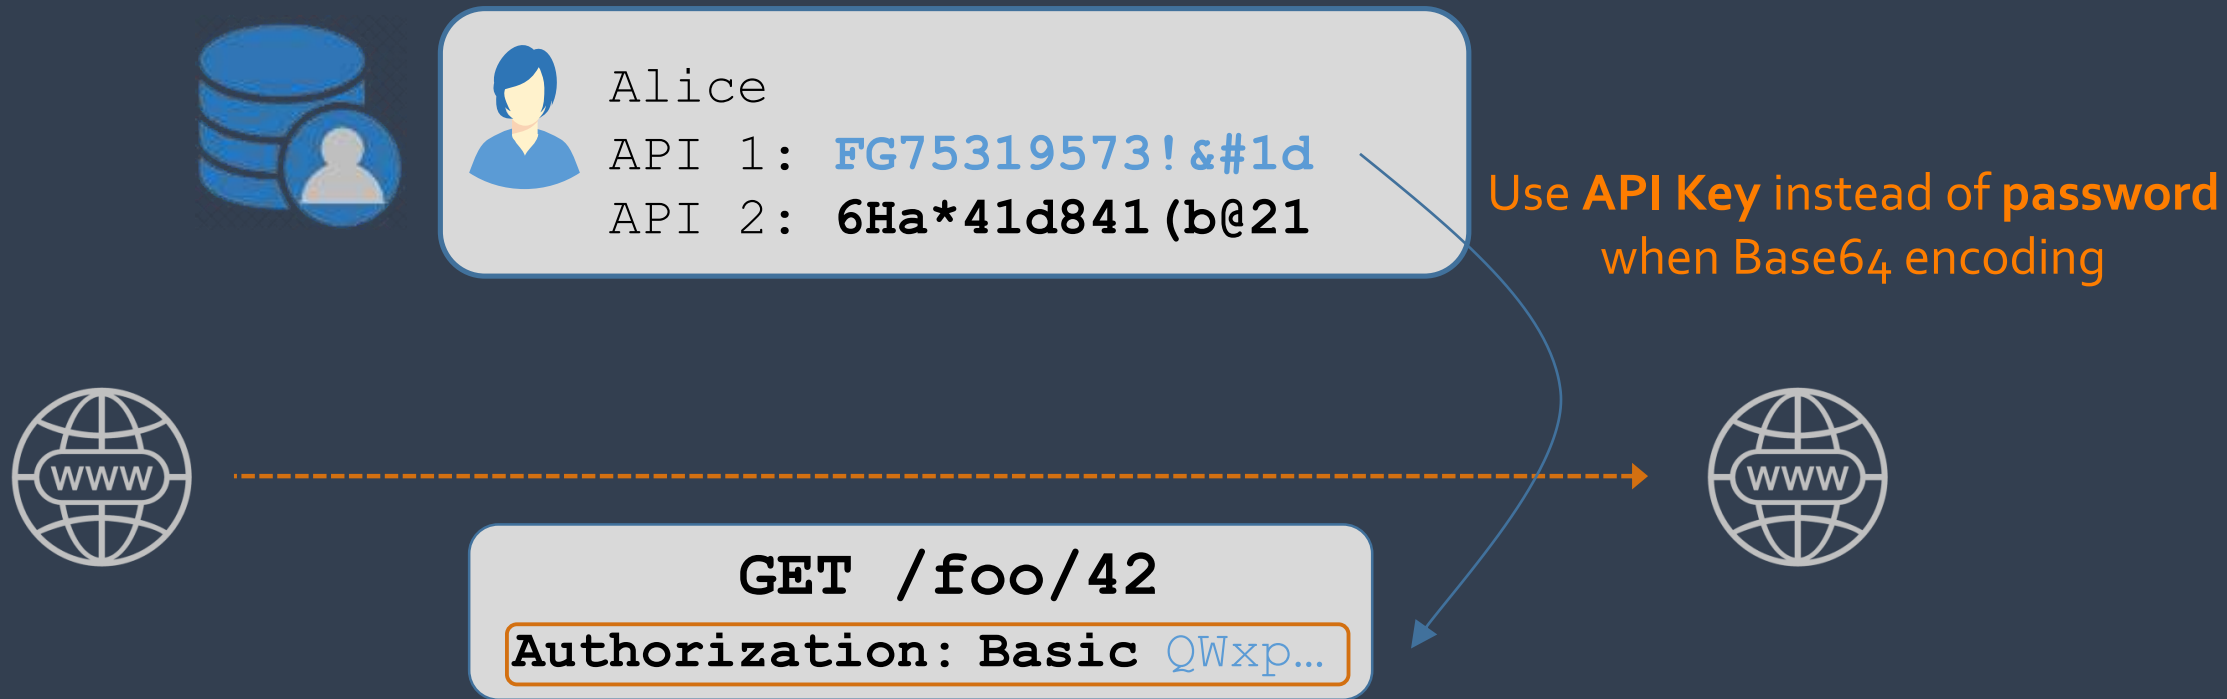 Alice
API 1: FG75319573!&#1d
API 2: 6Ha*41d841(b@21
Use API Key instead of password
when Base64 encoding
WWW
WWW
GET /foo/42
Authorization: Basic QWxp…